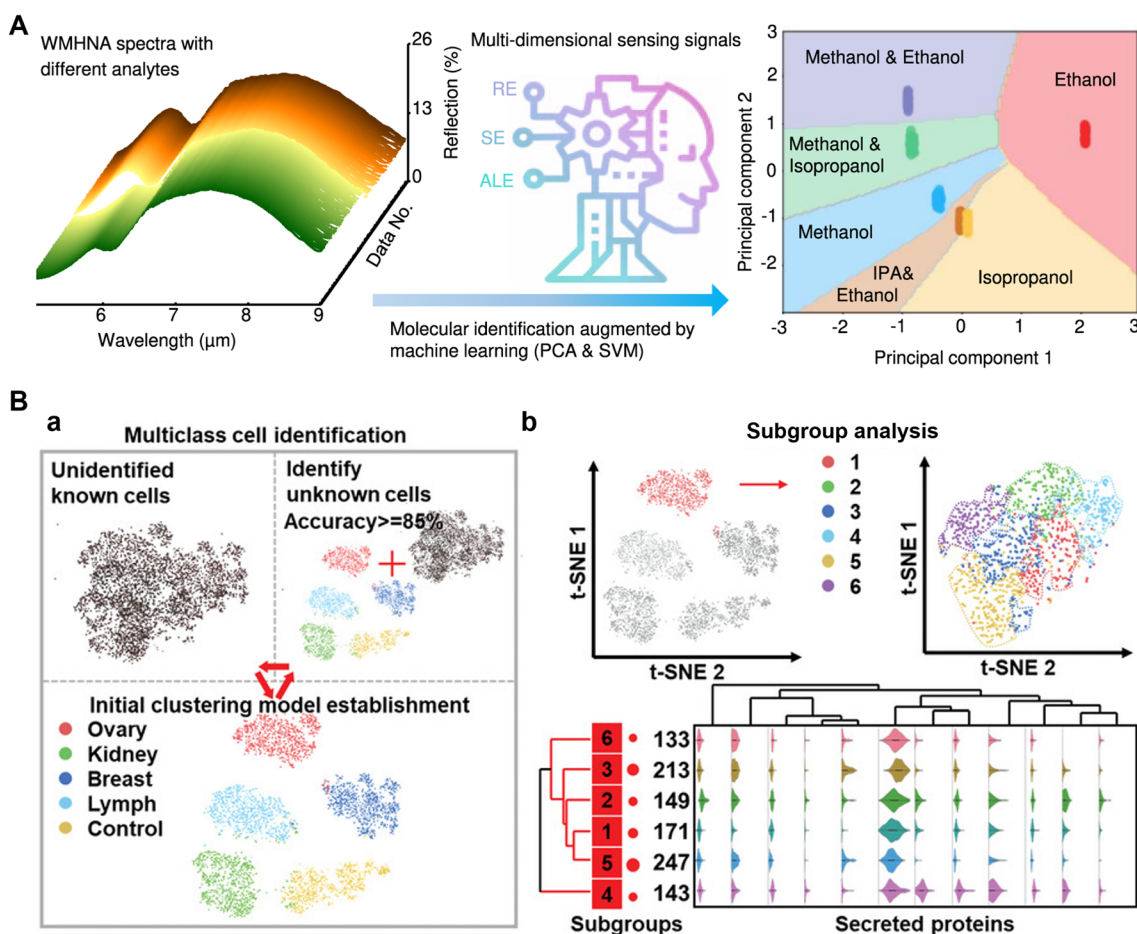 A
WMHNA spectra with
different analytes
26
13
0
Reflection (%)
Data No.
6
7
8
9
Wavelength (µm)
Multi-dimensional sensing signals
RE
SE
ALE
Molecular identification augmented by
machine learning (PCA & SVM)
3
2
1
0
-1
-2
Principal component 2
Methanol & Ethanol
Ethanol
Methanol &
Isopropanol
Methanol
IPA&
Ethanol
Isopropanol
-3
-2
-1
0
1
2
3
Principal component 1
B
a
Multiclass cell identification
Unidentified
known cells
Identify
unknown cells
Accuracy>=85%
Initial clustering model establishment
Ovary
Kidney
Breast
Lymph
Control
b
Subgroup analysis
t-SNE 1
t-SNE 2
1
2
3
4
5
6
t-SNE 1
t-SNE 2
6 133
3 213
2 149
1 171
5 247
4 143
Subgroups
Secreted proteins